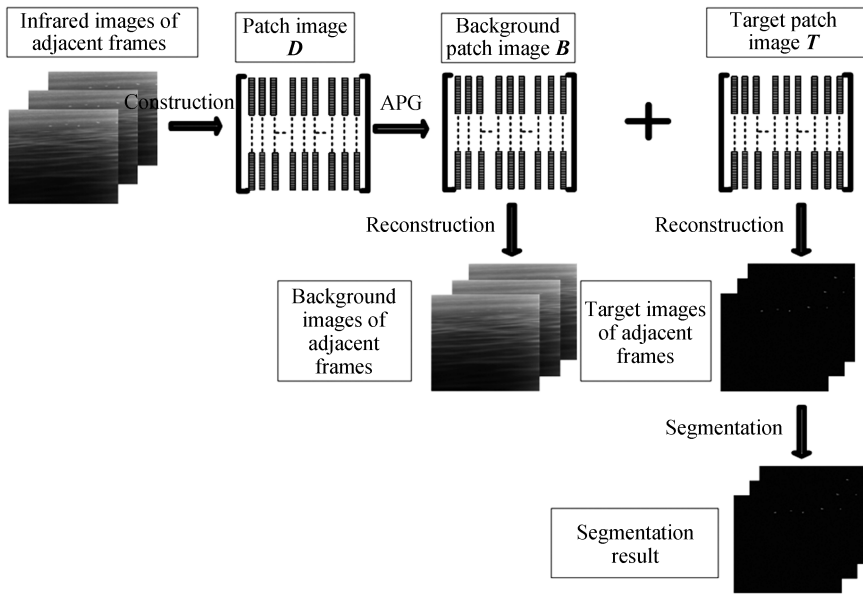 Infrared images of
adjacent frames
Patch image
D
Background
patch image B
Target patch
image T
Construction
APG
Reconstruction
Reconstruction
Background
images of
adjacent
frames
Target images
of adjacent
frames
Segmentation
Segmentation
result